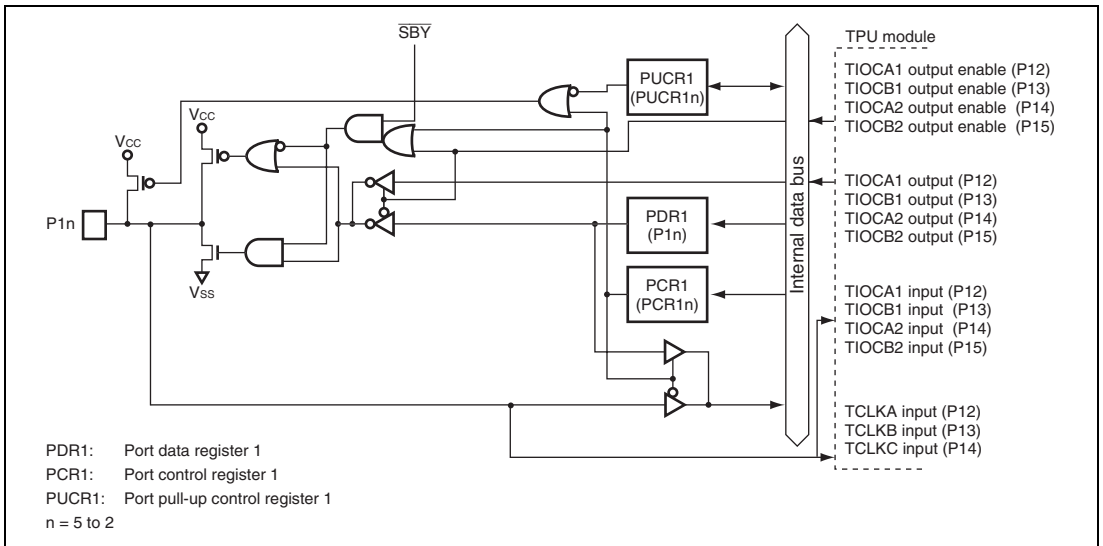 SBY
TPU module
TIOCA1 output enable (P12)
TIOCB1 output enable (P13)
TIOCA2 output enable (P14)
TIOCB2 output enable (P15)
PUCR1
(PUCR1n)
VCC
VCC
TIOCA1 output (P12)
TIOCB1 output (P13)
TIOCA2 output (P14)
TIOCB2 output (P15)
P1n
PDR1
(P1n)
Internal data bus
VSS
PCR1
(PCR1n)
TIOCA1 input (P12)
TIOCB1 input (P13)
TIOCA2 input (P14)
TIOCB2 input (P15)
TCLKA input (P12)
TCLKB input (P13)
TCLKC input (P14)
PDR1: Port data register 1
PCR1: Port control register 1
PUCR1: Port pull-up control register 1
n = 5 to 2